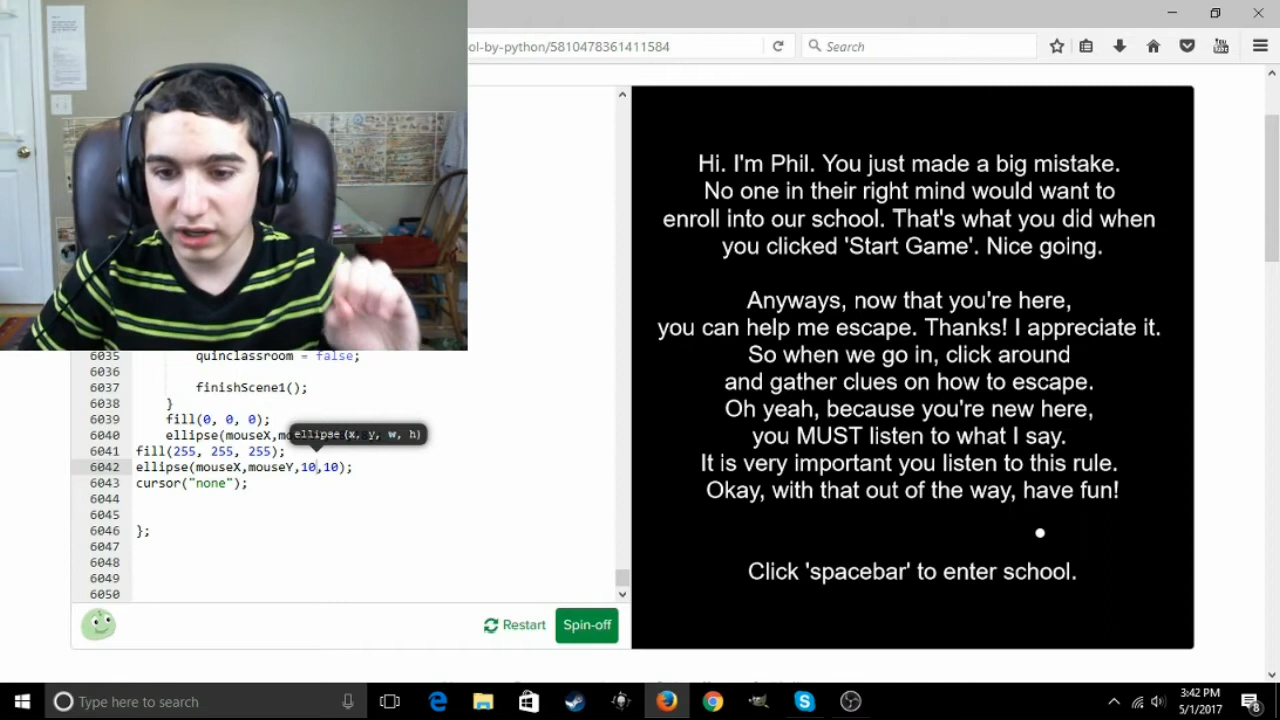 ol-by-python/5810478361411584
Search
Hi. I'm Phil. You just made a big mistake.
No one in their right mind would want to
enroll into our school. That's what you did when
you clicked 'Start Game'. Nice going.
Anyways, now that you're here,
you can help me escape. Thanks! I appreciate it.
So when we go in, click around
and gather clues on how to escape.
Oh yeah, because you're new here,
you MUST listen to what I say.
It is very important you listen to this rule.
Okay, with that out of the way, have fun!
Click 'spacebar' to enter school.
6035 quinclassroom = false;
6036
6037 finishScene1();
6038 }
6039 fill(0, 0, 0);
6040 ellipse(mouseX,m
ellipse(x, y, w, h)
6041 fill(255, 255, 255);
6042 ellipse(mouseX,mouseY,10,10);
6043 cursor("none");
6044
6045
6046 };
6047
6048
6049
6050
Restart
Spin-off
Type here to search
3:42 PM
5/1/2017
8